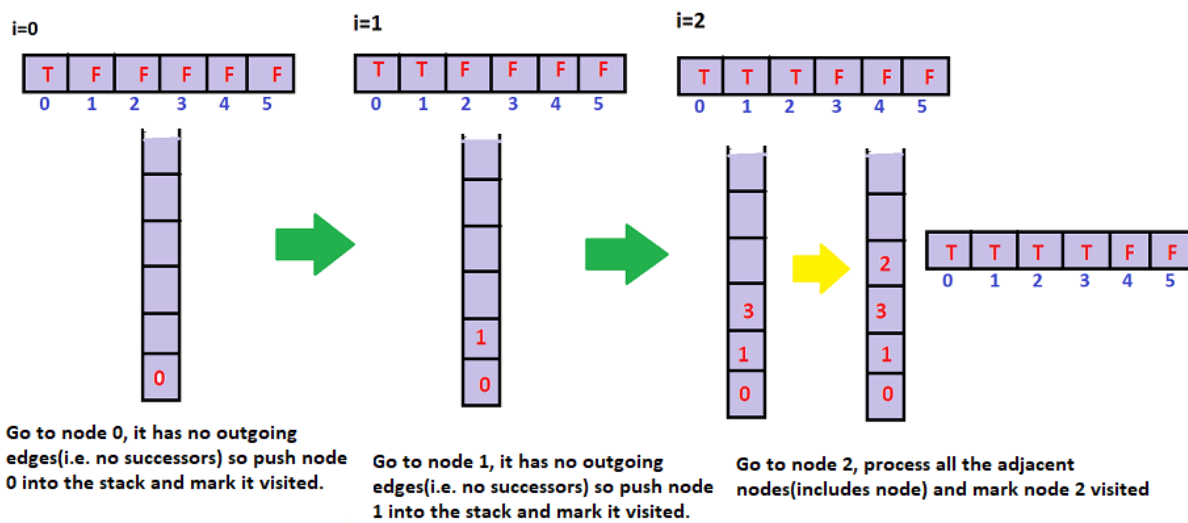 i=0
T F F F F F
0 1 2 3 4 5
0
Go to node 0, it has no outgoing
edges(i.e. no successors) so push node
0 into the stack and mark it visited.
i=1
T T F F F F
0 1 2 3 4 5
1
0
Go to node 1, it has no outgoing
edges(i.e. no successors) so push node
1 into the stack and mark it visited.
i=2
T T T F F F
0 1 2 3 4 5
3
1
0
2
3
1
0
T T T T F F
0 1 2 3 4 5
Go to node 2, process all the adjacent
nodes(includes node) and mark node 2 visited